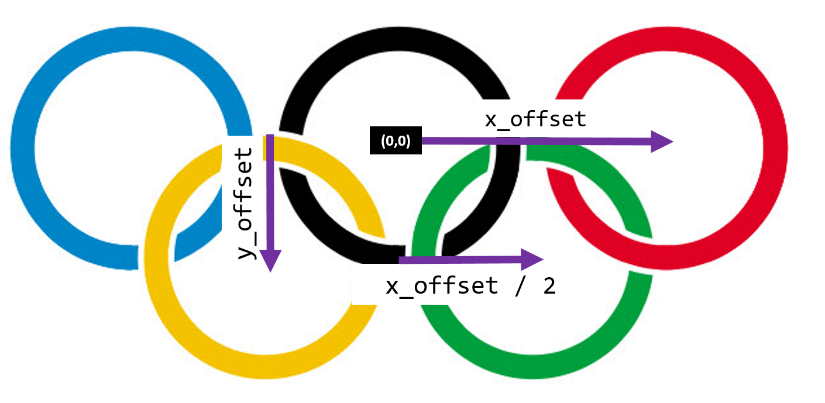 x_offset
(0,0)
y_offset
x_offset / 2